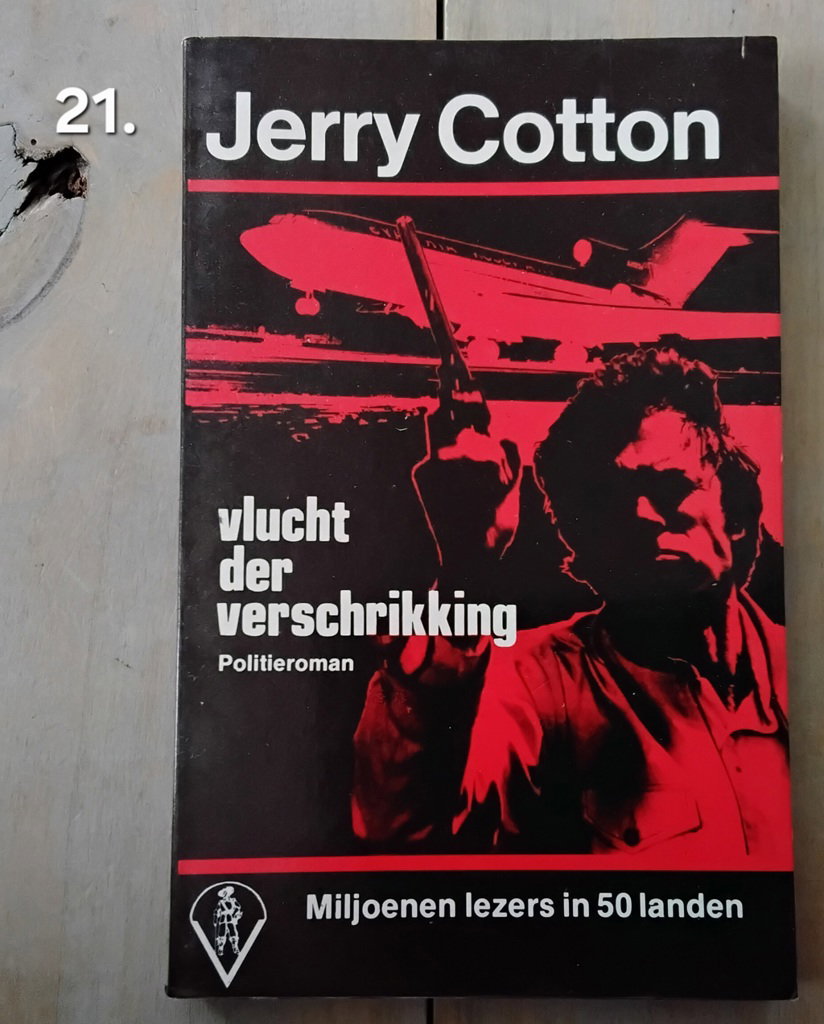 21.
Jerry Cotton
vlucht
der
verschrikking
Politieroman
Miljoenen lezers in 50 landen